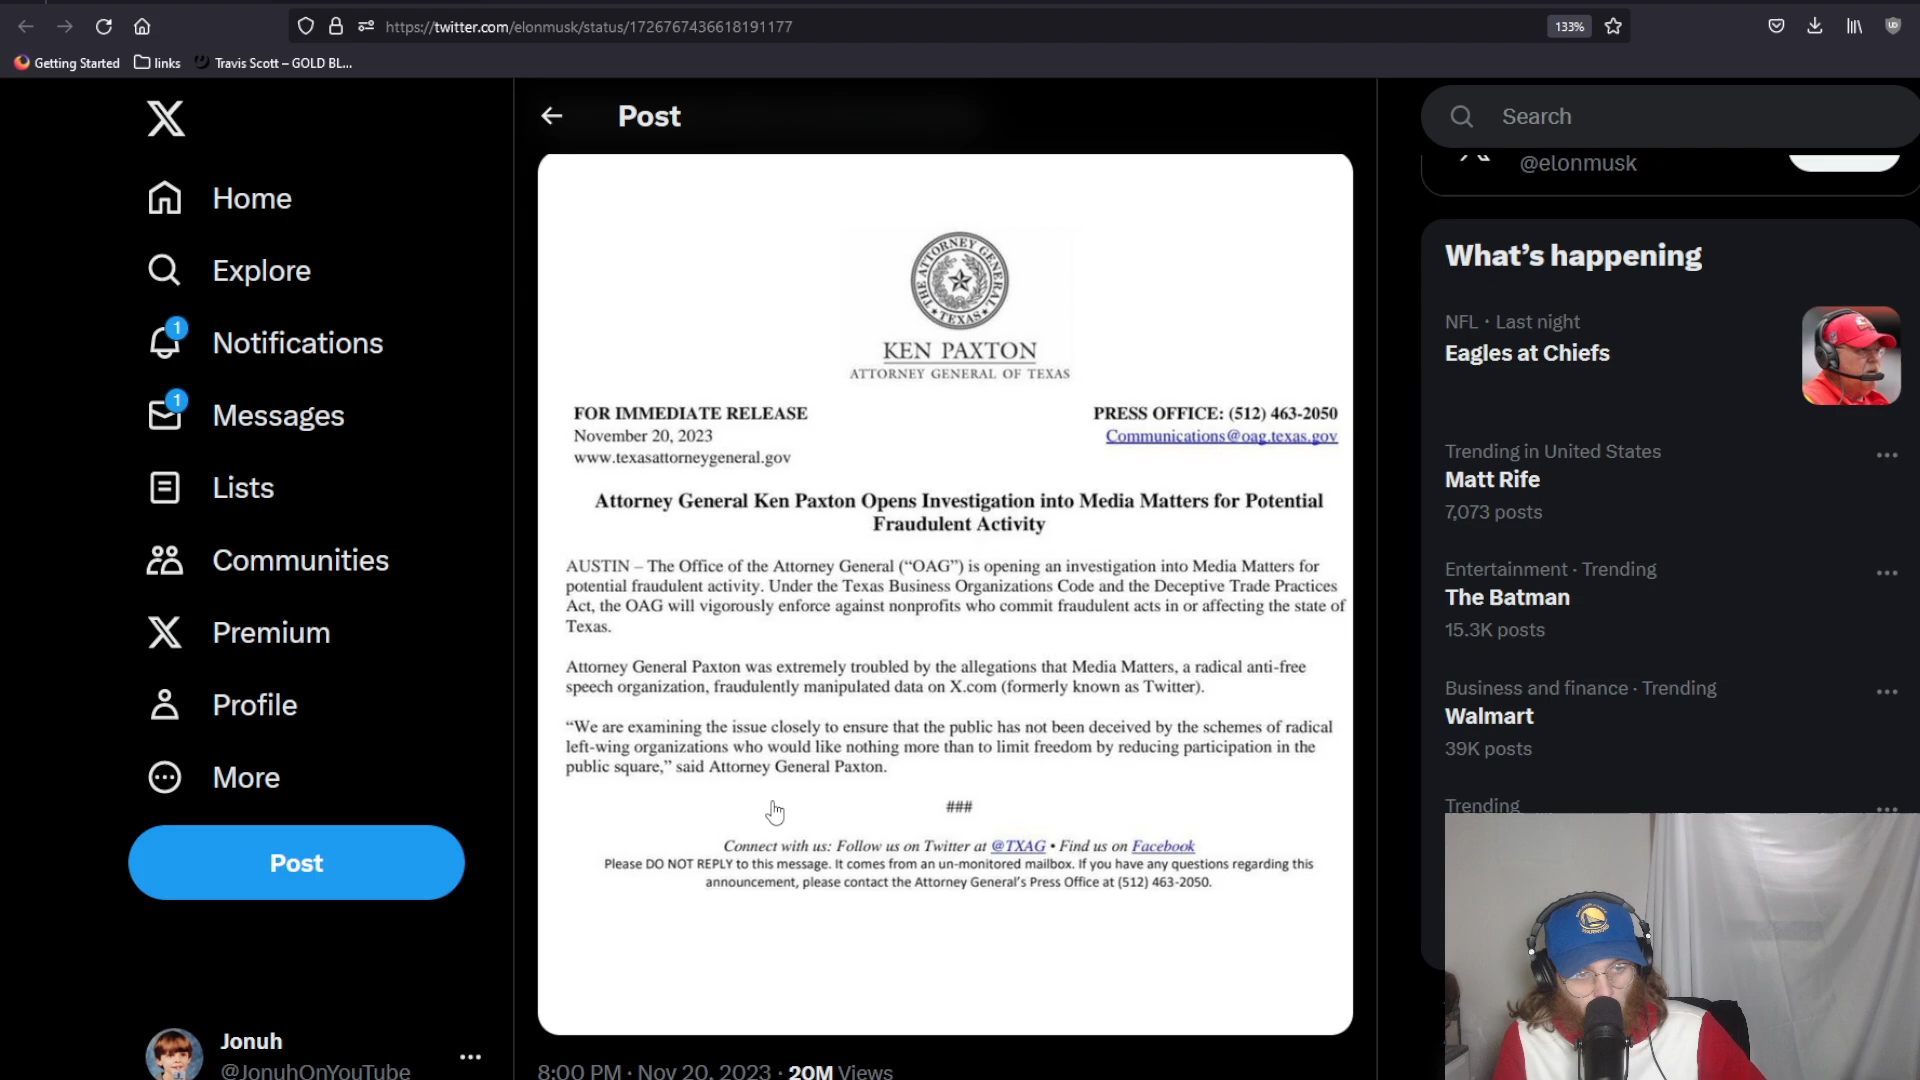 https://twitter.com/elonmusk/status/1726767436618191177
133%
Getting Started
links
Travis Scott – GOLD BL...
Post
Search
@elonmusk
Home
Explore
1
Notifications
1
Messages
Lists
Communities
Premium
Profile
More
Post
Jonuh
@JonuhOnYouTube
THE ATTORNEY GENERAL
TEXAS
KEN PAXTON
ATTORNEY GENERAL OF TEXAS
FOR IMMEDIATE RELEASE
November 20, 2023
www.texasattorneygeneral.gov
PRESS OFFICE: (512) 463-2050
Communications@oag.texas.gov
Attorney General Ken Paxton Opens Investigation into Media Matters for Potential
Fraudulent Activity
AUSTIN – The Office of the Attorney General (“OAG”) is opening an investigation into Media Matters for
potential fraudulent activity. Under the Texas Business Organizations Code and the Deceptive Trade Practices
Act, the OAG will vigorously enforce against nonprofits who commit fraudulent acts in or affecting the state of
Texas.
Attorney General Paxton was extremely troubled by the allegations that Media Matters, a radical anti-free
speech organization, fraudulently manipulated data on X.com (formerly known as Twitter).
“We are examining the issue closely to ensure that the public has not been deceived by the schemes of radical
left-wing organizations who would like nothing more than to limit freedom by reducing participation in the
public square,” said Attorney General Paxton.
###
Connect with us: Follow us on Twitter at @TXAG • Find us on Facebook
Please DO NOT REPLY to this message. It comes from an un-monitored mailbox. If you have any questions regarding this
announcement, please contact the Attorney General's Press Office at (512) 463-2050.
8:00 PM · Nov 20, 2023 · 20M Views
What’s happening
NFL · Last night
Eagles at Chiefs
Trending in United States
Matt Rife
7,073 posts
Entertainment · Trending
The Batman
15.3K posts
Business and finance · Trending
Walmart
39K posts
Trending